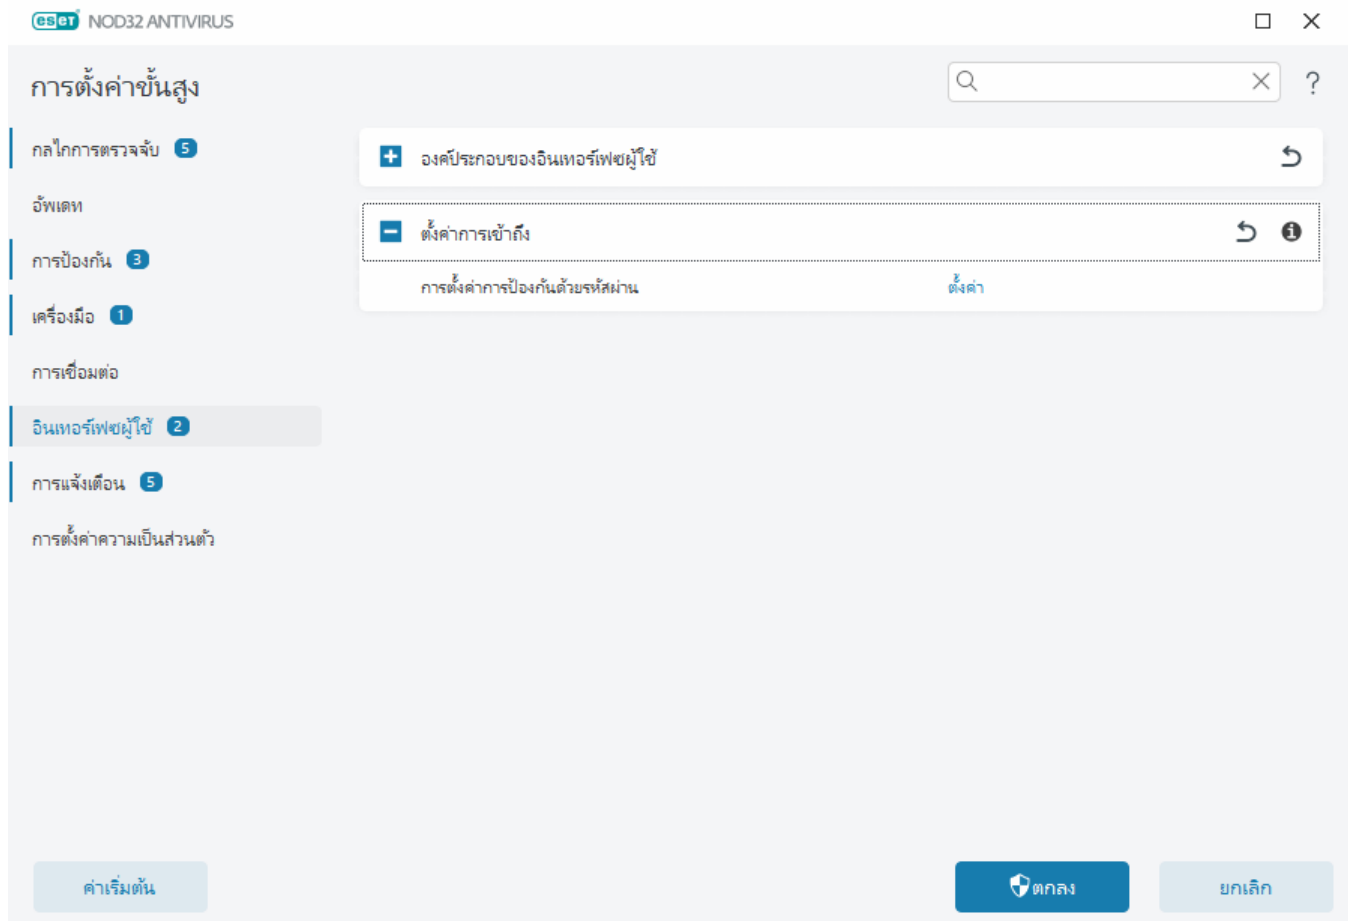 eset NOD32 ANTIVIRUS
การตั้งค่าขั้นสูง
?
กลไกการตรวจจับ 5
อัพเดท
การป้องกัน 3
เครื่องมือ 1
การเชื่อมต่อ
อินเทอร์เฟซผู้ใช้ 2
การแจ้งเตือน 5
การตั้งค่าความเป็นส่วนตัว
องค์ประกอบของอินเทอร์เฟซผู้ใช้
ตั้งค่าการเข้าถึง
การตั้งค่าการป้องกันด้วยรหัสผ่าน ตั้งค่า
ค่าเริ่มต้น
ตกลง
ยกเลิก